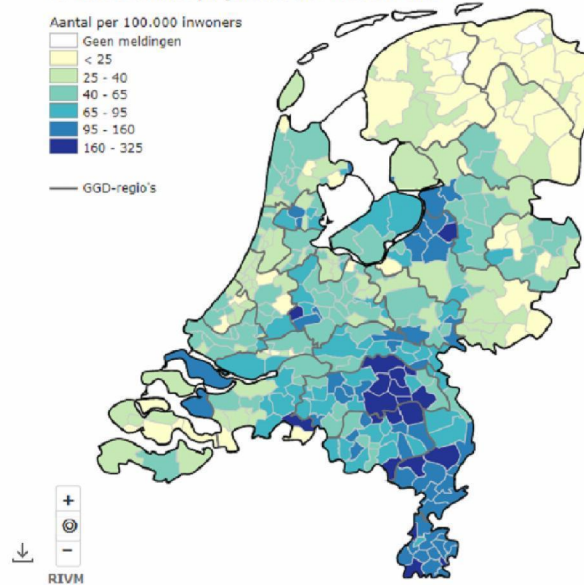 Aantal per 100.000 inwoners
Geen meldingen
< 25
25 - 40
40 - 65
65 - 95
95 - 160
160 - 325
GGD-regio's
+
−
RIVM